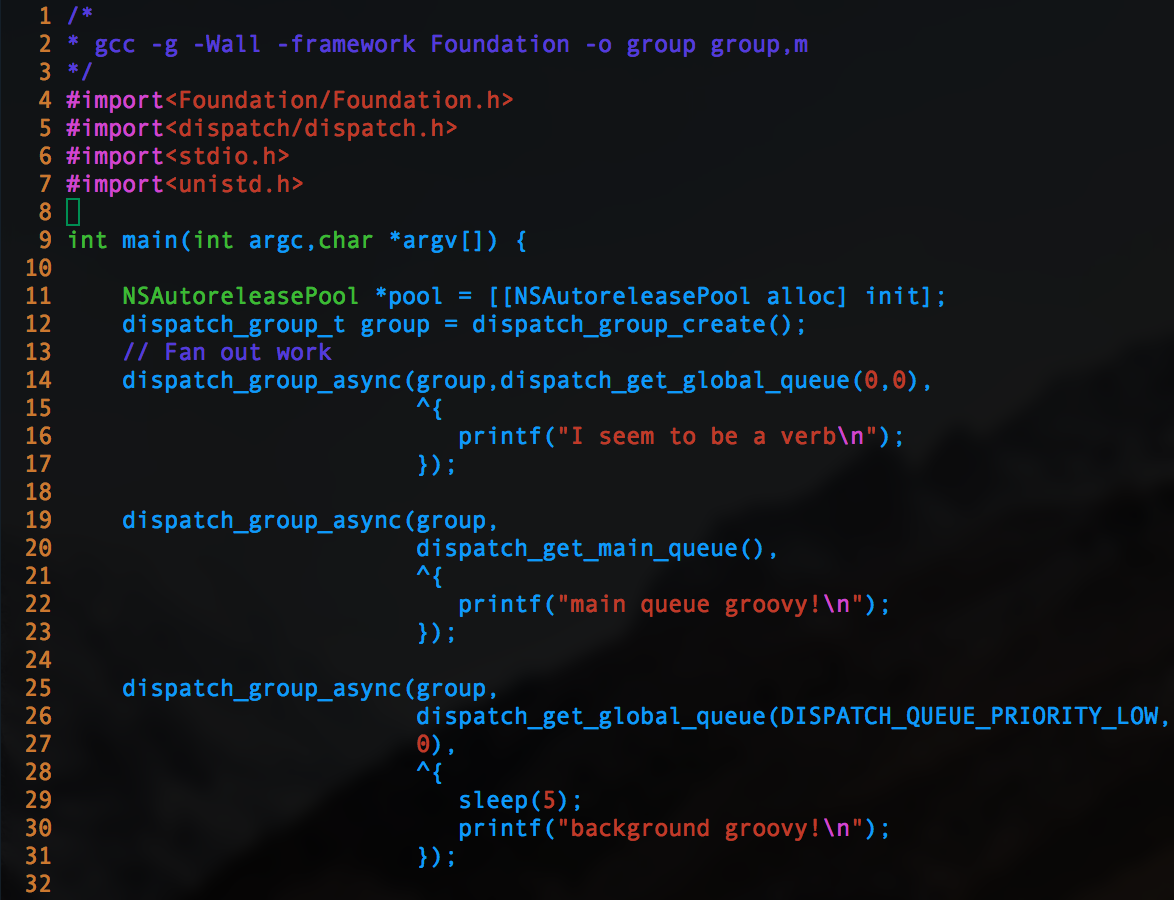 1 /*
2 * gcc -g -Wall -framework Foundation -o group group,m
3 */
4 #import<Foundation/Foundation.h>
5 #import<dispatch/dispatch.h>
6 #import<stdio.h>
7 #import<unistd.h>
8
9 int main(int argc,char *argv[]) {
10
11     NSAutoreleasePool *pool = [[NSAutoreleasePool alloc] init];
12     dispatch_group_t group = dispatch_group_create();
13     // Fan out work
14     dispatch_group_async(group,dispatch_get_global_queue(0,0),
15                          ^{
16                             printf("I seem to be a verb\n");
17                          });
18
19     dispatch_group_async(group,
20                          dispatch_get_main_queue(),
21                          ^{
22                             printf("main queue groovy!\n");
23                          });
24
25     dispatch_group_async(group,
26                          dispatch_get_global_queue(DISPATCH_QUEUE_PRIORITY_LOW,
27                          0),
28                          ^{
29                             sleep(5);
30                             printf("background groovy!\n");
31                          });
32